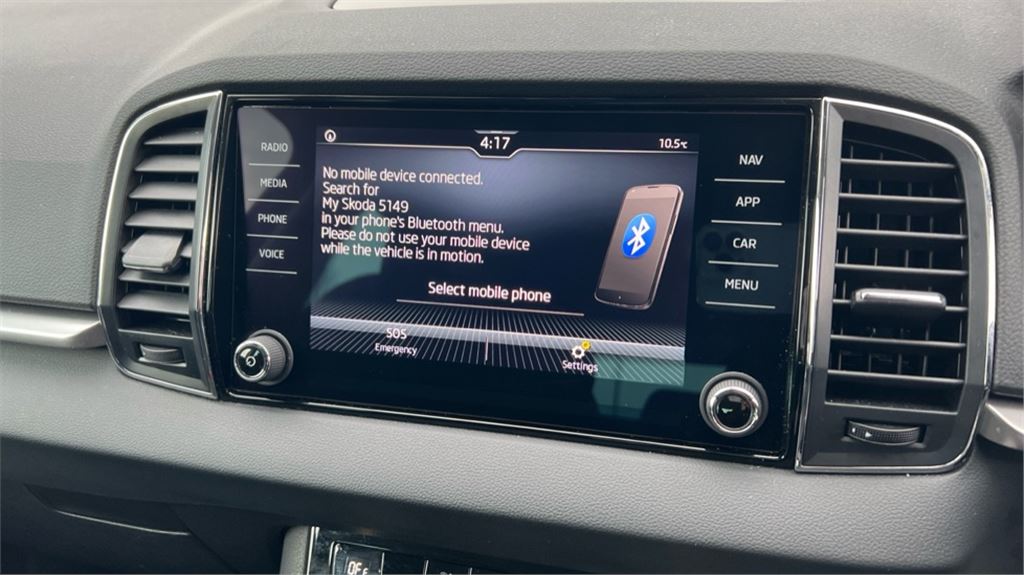 4:17
10.5°C
RADIO
MEDIA
PHONE
VOICE
No mobile device connected.
Search for
My Skoda 5149
in your phone's Bluetooth menu.
Please do not use your mobile device
while the vehicle is in motion.
Select mobile phone
505
Emergency
Settings
NAV
APP
CAR
MENU
OFF